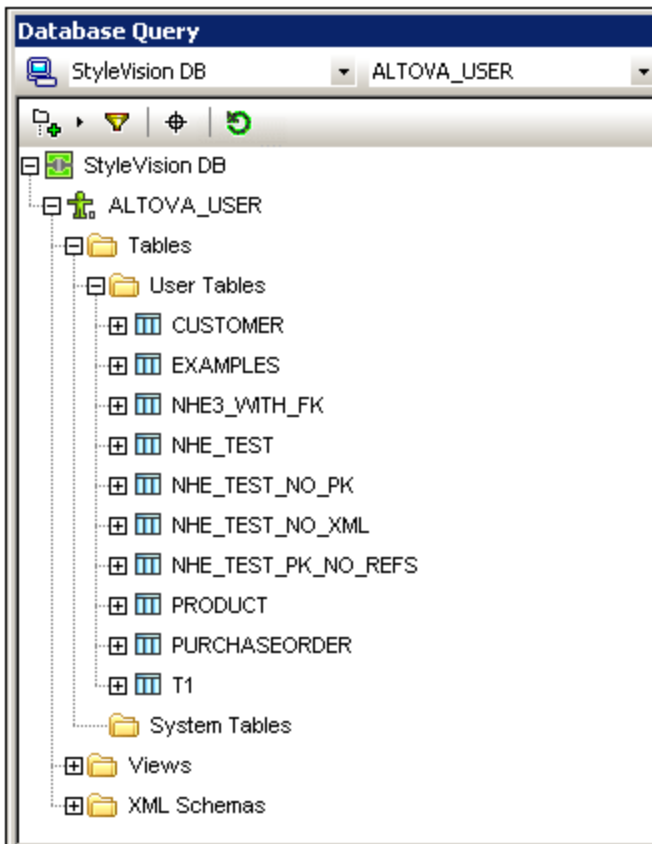 Database Query
StyleVision DB ALTOVA_USER
StyleVision DB
ALTOVA_USER
Tables
User Tables
CUSTOMER
EXAMPLES
NHE3_WITH_FK
NHE_TEST
NHE_TEST_NO_PK
NHE_TEST_NO_XML
NHE_TEST_PK_NO_REFS
PRODUCT
PURCHASEORDER
T1
System Tables
Views
XML Schemas